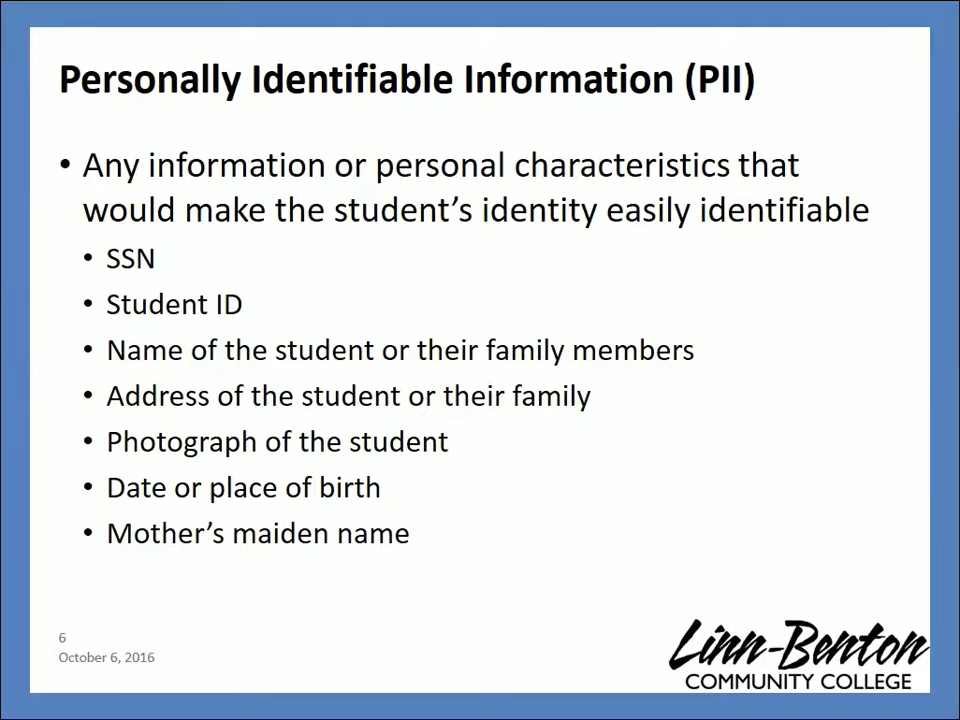 Personally Identifiable Information (PII)
• Any information or personal characteristics that
would make the student’s identity easily identifiable
• SSN
• Student ID
• Name of the student or their family members
• Address of the student or their family
• Photograph of the student
• Date or place of birth
• Mother’s maiden name
6
October 6, 2016
Linn-Benton
COMMUNITY COLLEGE